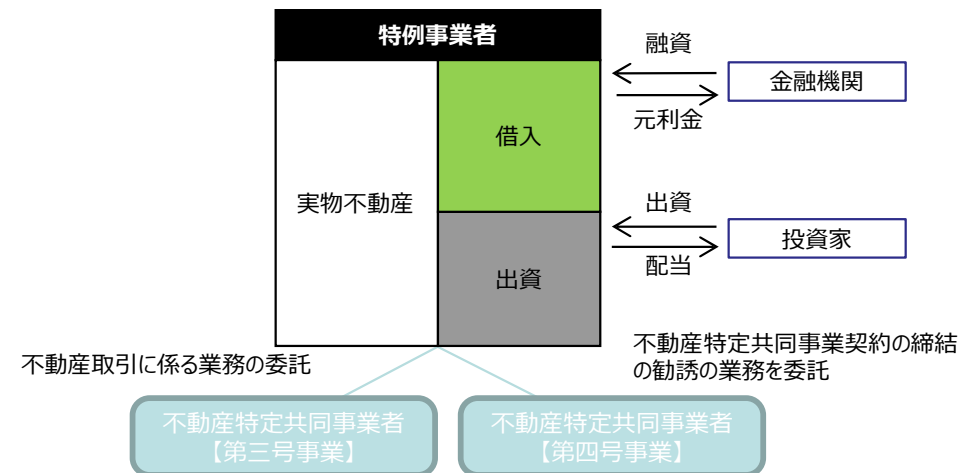 特例事業者
融資
金融機関
元利金
借入
実物不動産
出資
投資家
配当
出資
不動産取引に係る業務の委託
不動産特定共同事業契約の締結
の勧誘の業務を委託
不動産特定共同事業者
【第三号事業】
不動産特定共同事業者
【第四号事業】